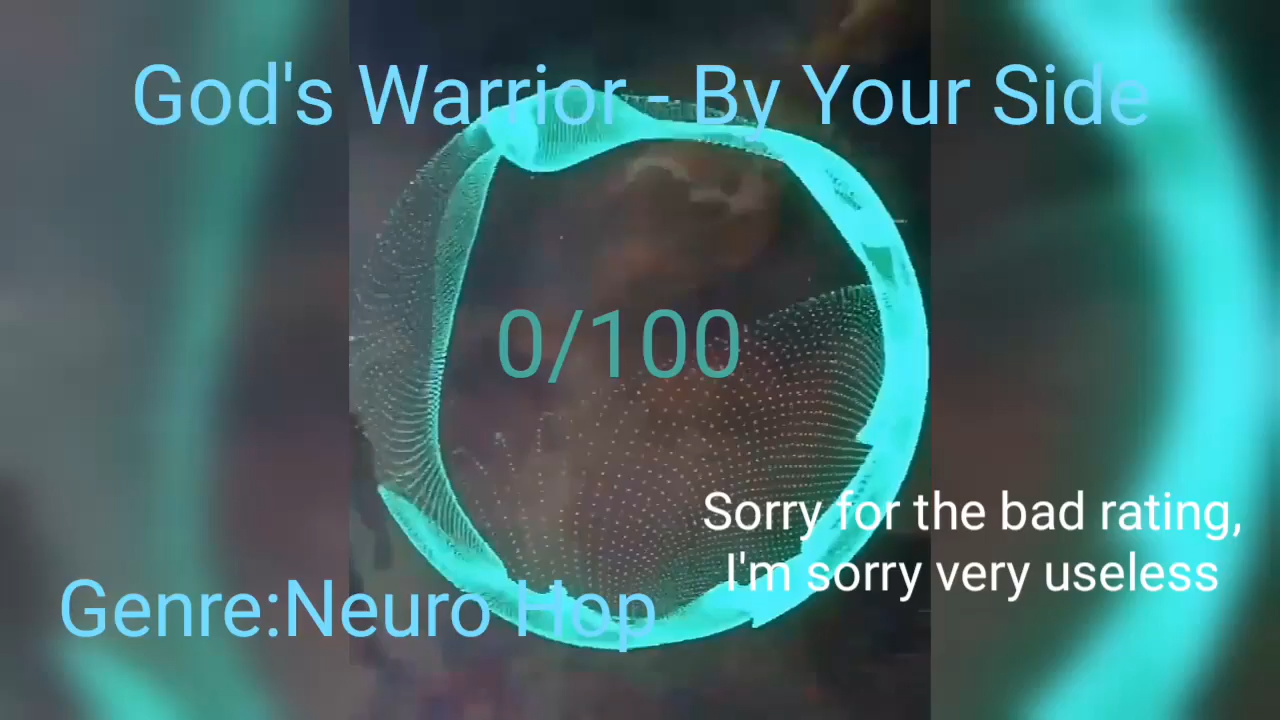 God's Warrior - By Your Side
0/100
Sorry for the bad rating,
I'm sorry very useless
Genre:Neuro Hop